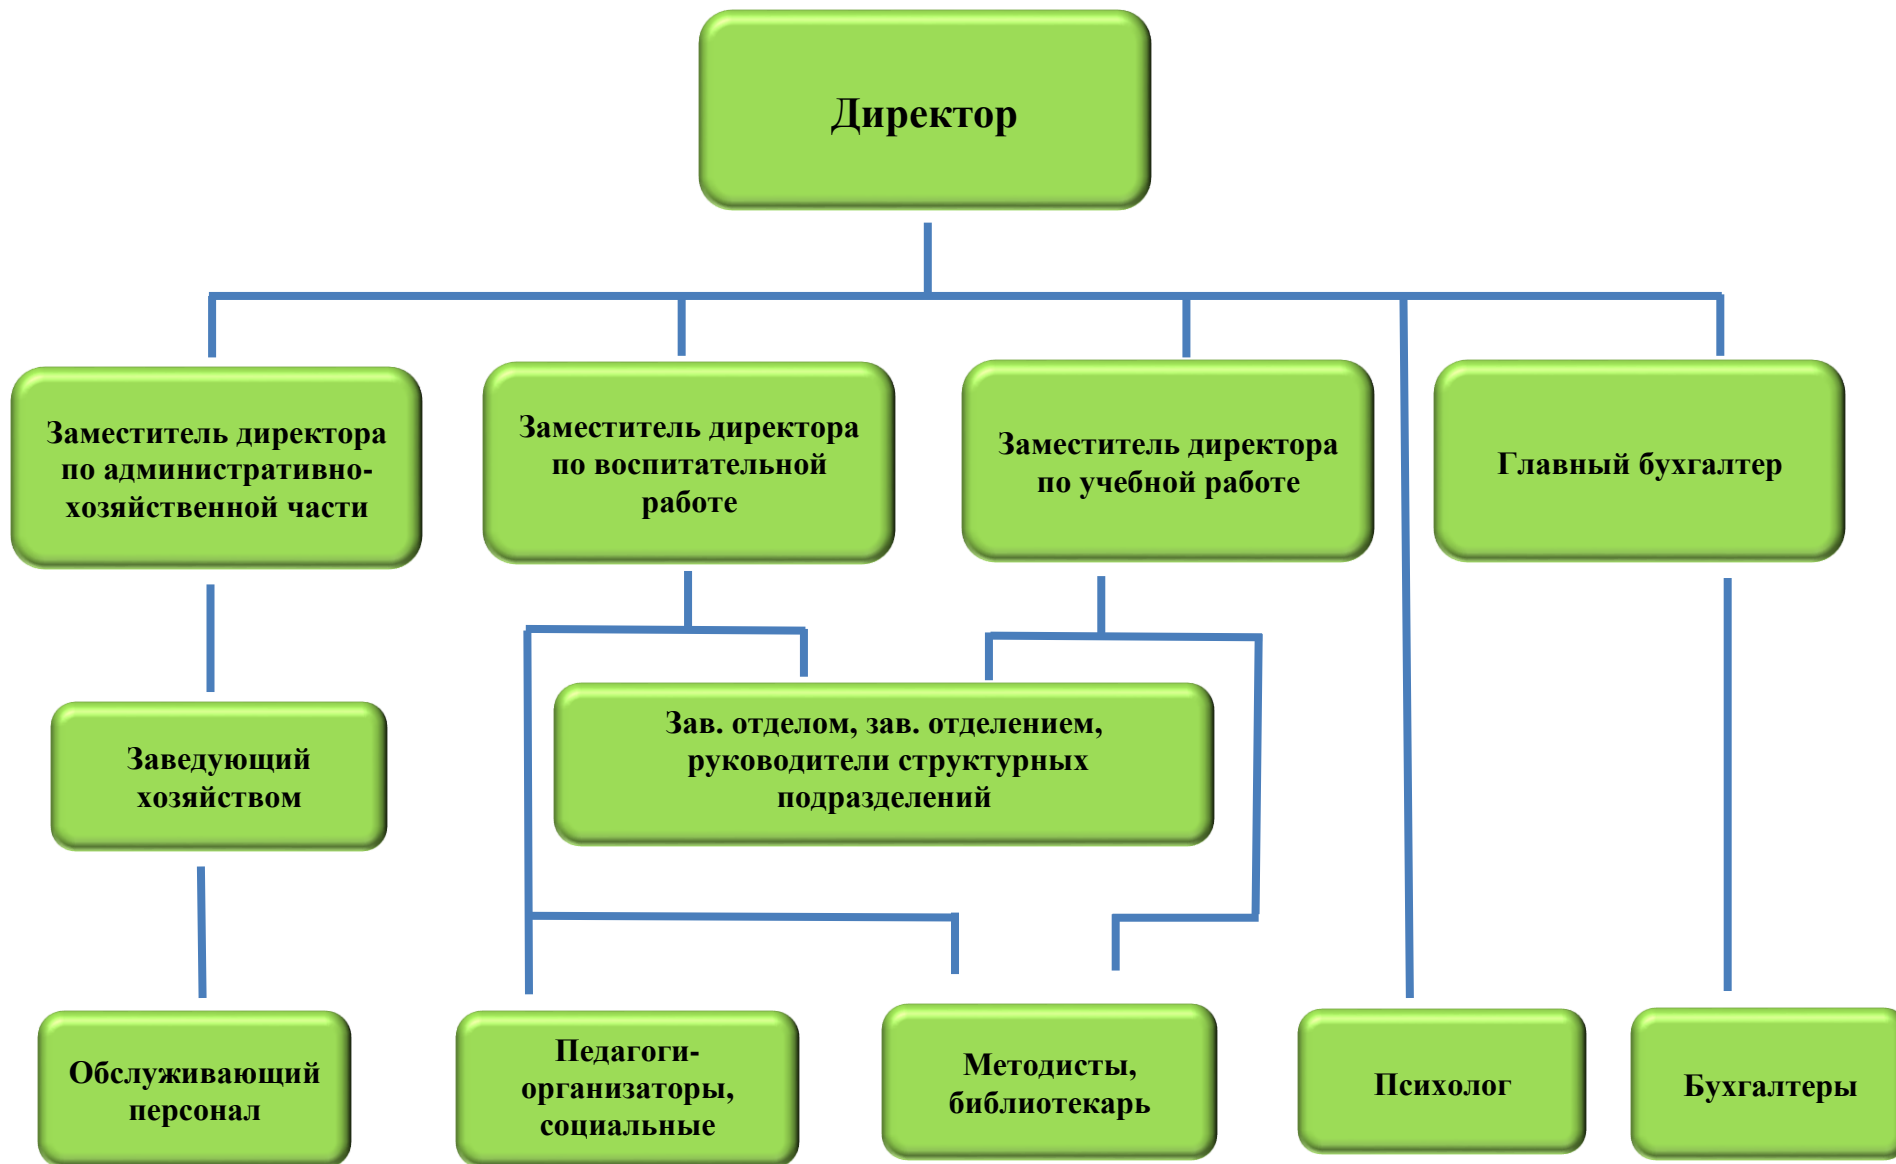 Директор
Заместитель директора
по административно-
хозяйственной части
Заместитель директора
по воспитательной
работе
Заместитель директора
по учебной работе
Главный бухгалтер
Заведующий
хозяйством
Зав. отделом, зав. отделением,
руководители структурных
подразделений
Обслуживающий
персонал
Педагоги-
организаторы,
социальные
Методисты,
библиотекарь
Психолог
Бухгалтеры